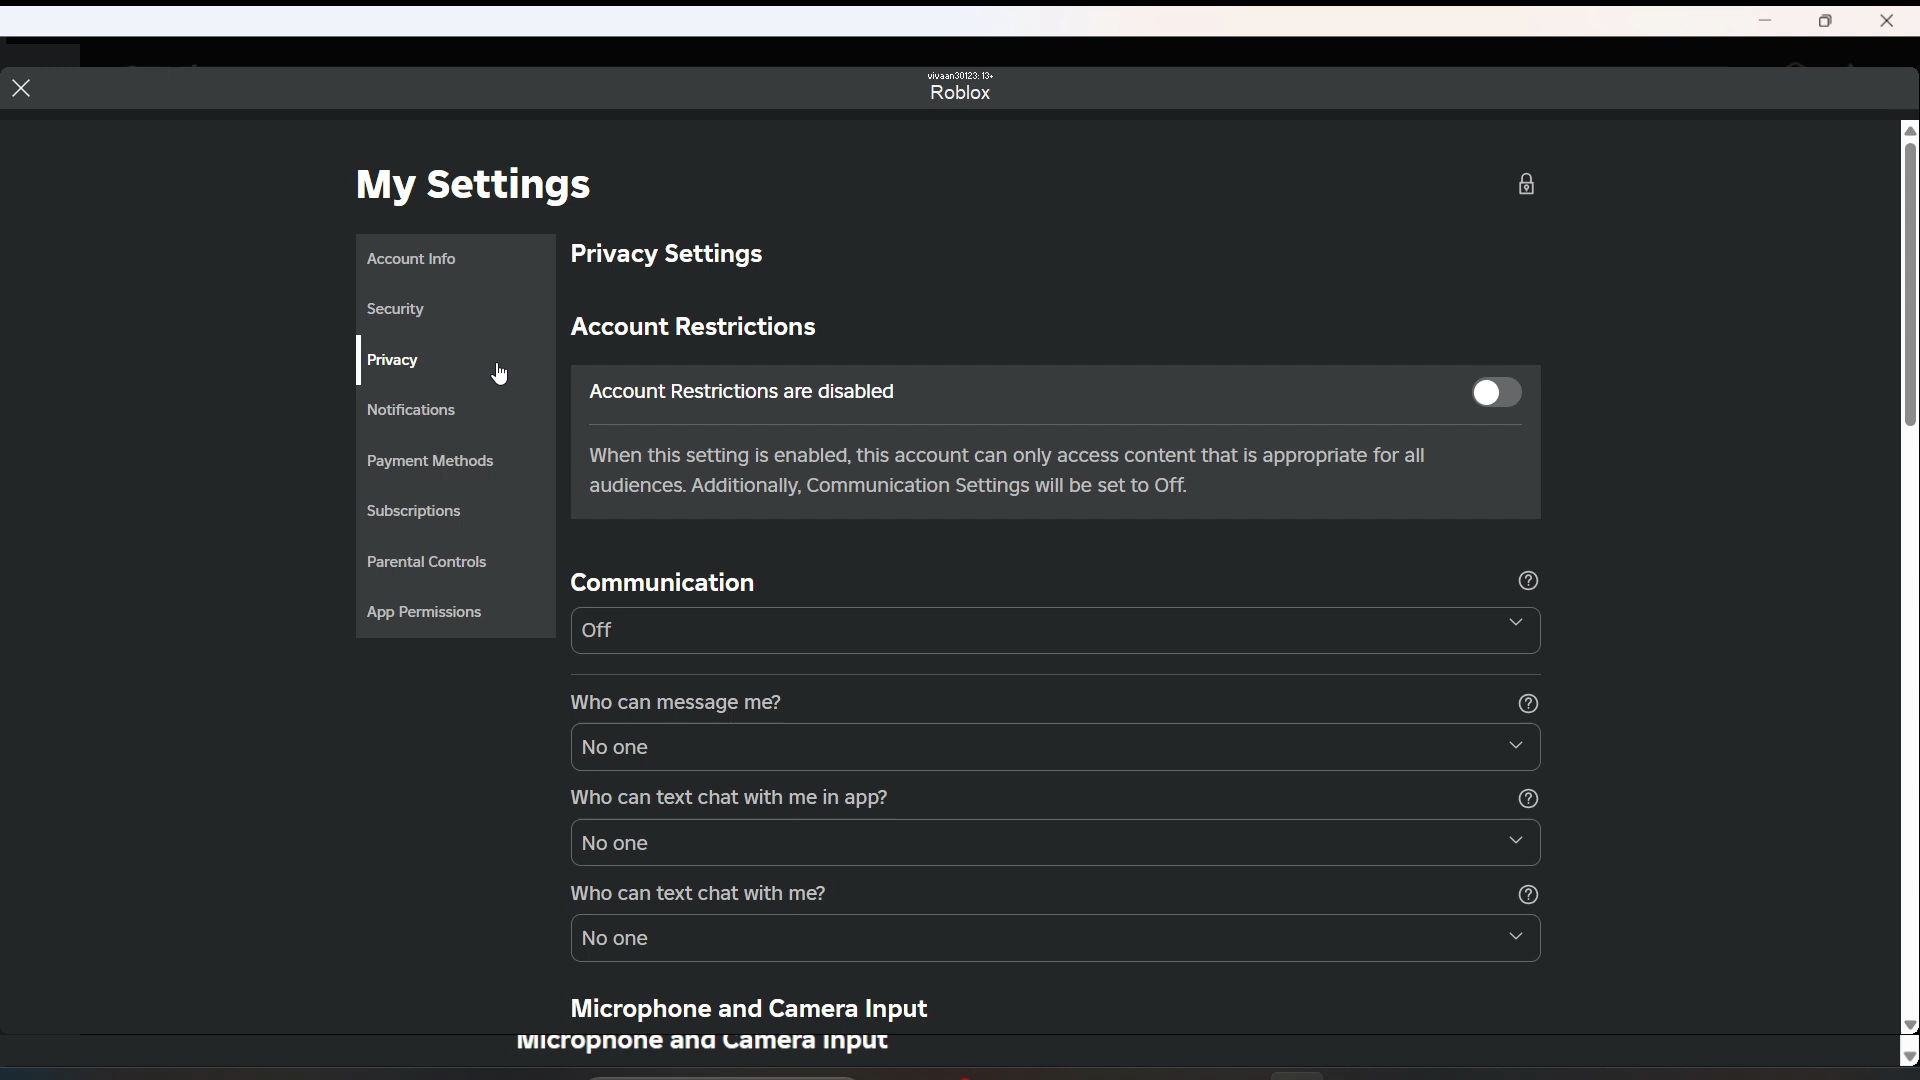 vivaan30123: 13+
Roblox
My Settings
Account Info
Security
Privacy
Notifications
Payment Methods
Subscriptions
Parental Controls
App Permissions
Privacy Settings
Account Restrictions
Account Restrictions are disabled
When this setting is enabled, this account can only access content that is appropriate for all
audiences. Additionally, Communication Settings will be set to Off.
Communication
Off
Who can message me?
No one
Who can text chat with me in app?
No one
Who can text chat with me?
No one
Microphone and Camera Input
Microphone and Camera Input